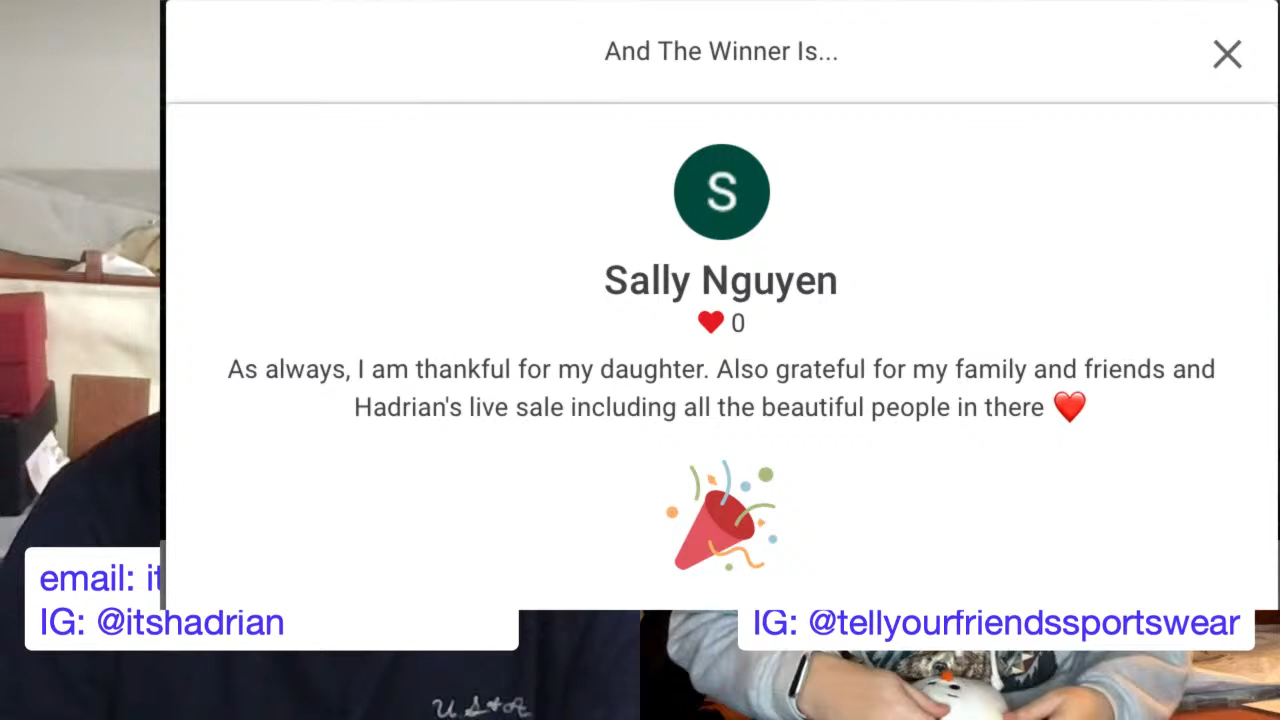 And The Winner Is...
S
Sally Nguyen
0
As always, I am thankful for my daughter. Also grateful for my family and friends and
Hadrian's live sale including all the beautiful people in there ❤️
email: it
IG: @itshadrian
IG: @tellyourfriendssportswear